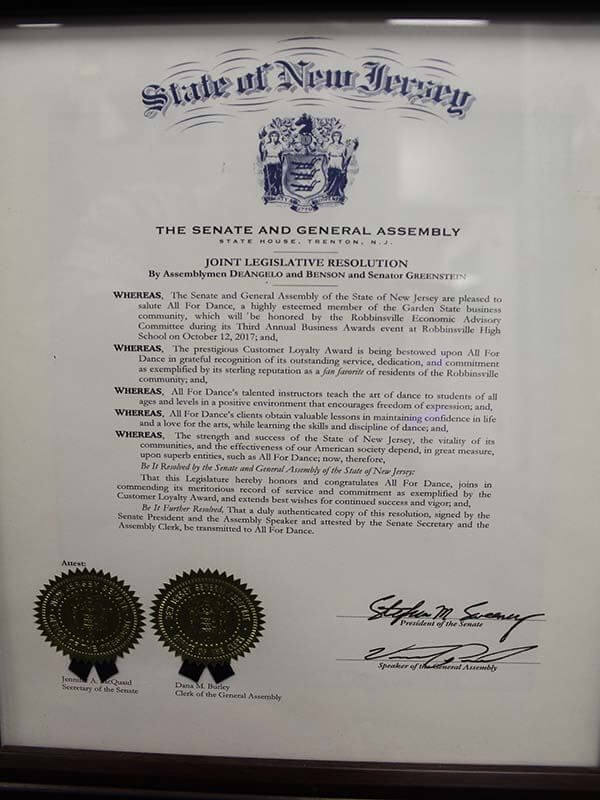 State of New Jersey
THE SENATE AND GENERAL ASSEMBLY
STATE HOUSE, TRENTON, N.J.
JOINT LEGISLATIVE RESOLUTION
By Assemblymen DEANGELO and BENSON and Senator GREENSTEIN
WHEREAS, The Senate and General Assembly of the State of New Jersey are pleased to
salute All For Dance, a highly esteemed member of the Garden State business
community, which will be honored by the Robbinsville Economic Advisory
Committee during its Third Annual Business Awards event at Robbinsville High
School on October 12, 2017; and,
WHEREAS, The prestigious Customer Loyalty Award is being bestowed upon All For
Dance in grateful recognition of its outstanding service, dedication, and commitment
as exemplified by its sterling reputation as a fan favorite of residents of the Robbinsville
community; and,
WHEREAS, All For Dance's talented instructors teach the art of dance to students of all
ages and levels in a positive environment that encourages freedom of expression; and,
WHEREAS, All For Dance's clients obtain valuable lessons in maintaining confidence in life
and a love for the arts, while learning the skills and discipline of dance; and,
WHEREAS, The strength and success of the State of New Jersey, the vitality of its
communities, and the effectiveness of our American society depend, in great measure,
upon superb entities, such as All For Dance; now, therefore,
Be It Resolved by the Senate and General Assembly of the State of New Jersey:
That this Legislature hereby honors and congratulates All For Dance, joins in
commending its meritorious record of service and commitment as exemplified by the
Customer Loyalty Award, and extends best wishes for continued success and vigor; and,
Be It Further Resolved, That a duly authenticated copy of this resolution, signed by the
Senate President and the Assembly Speaker and attested by the Senate Secretary and the
Assembly Clerk, be transmitted to All For Dance.
Attest:
Stephen M. Sweeney
President of the Senate
Speaker of the General Assembly
Jennifer A. McQuaid
Secretary of the Senate
Dana M. Burley
Clerk of the General Assembly